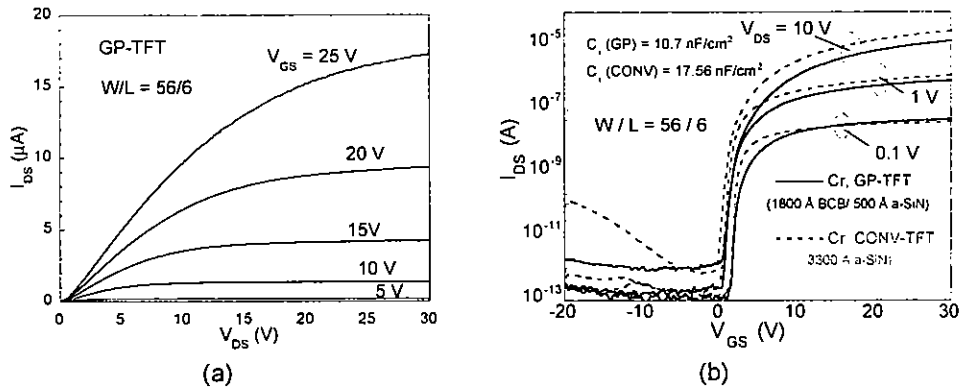 GP-TFT
W/L = 56/6
V_GS = 25 V
20 V
15V
10 V
5 V
I_DS (μA)
20
15
10
5
0
0 5 10 15 20 25 30
V_DS (V)
(a)
C_i (GP) = 10.7 nF/cm²
C_i (CONV) = 17.56 nF/cm²
W / L = 56 / 6
V_DS = 10 V
1 V
0.1 V
Cr, GP-TFT
(1800 Å BCB/ 500 Å a-SiN)
Cr CONV-TFT
3300 Å a-SiN)
I_DS (A)
10⁻⁵
10⁻⁷
10⁻⁹
10⁻¹¹
10⁻¹³
-20 -10 0 10 20 30
V_GS (V)
(b)